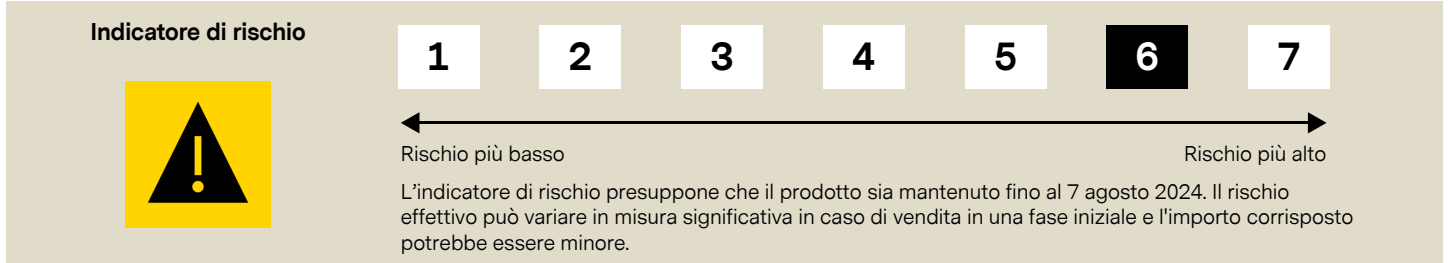 Indicatore di rischio
1 2 3 4 5 6 7
Rischio più basso Rischio più alto
L'indicatore di rischio presuppone che il prodotto sia mantenuto fino al 7 agosto 2024. Il rischio
effettivo può variare in misura significativa in caso di vendita in una fase iniziale e l'importo corrisposto
potrebbe essere minore.